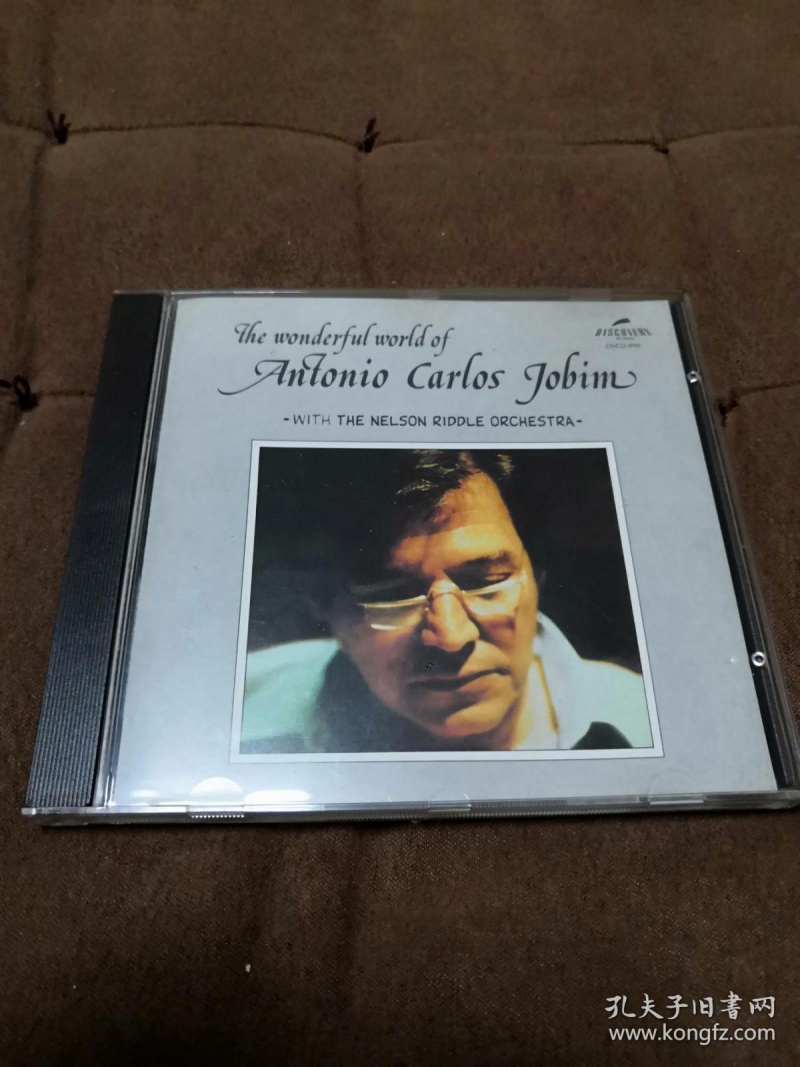 The wonderful world of
Antonio Carlos Jobim
-WITH THE NELSON RIDDLE ORCHESTRA-
DISCOVERY
孔夫子旧書网
www.kongfz.com